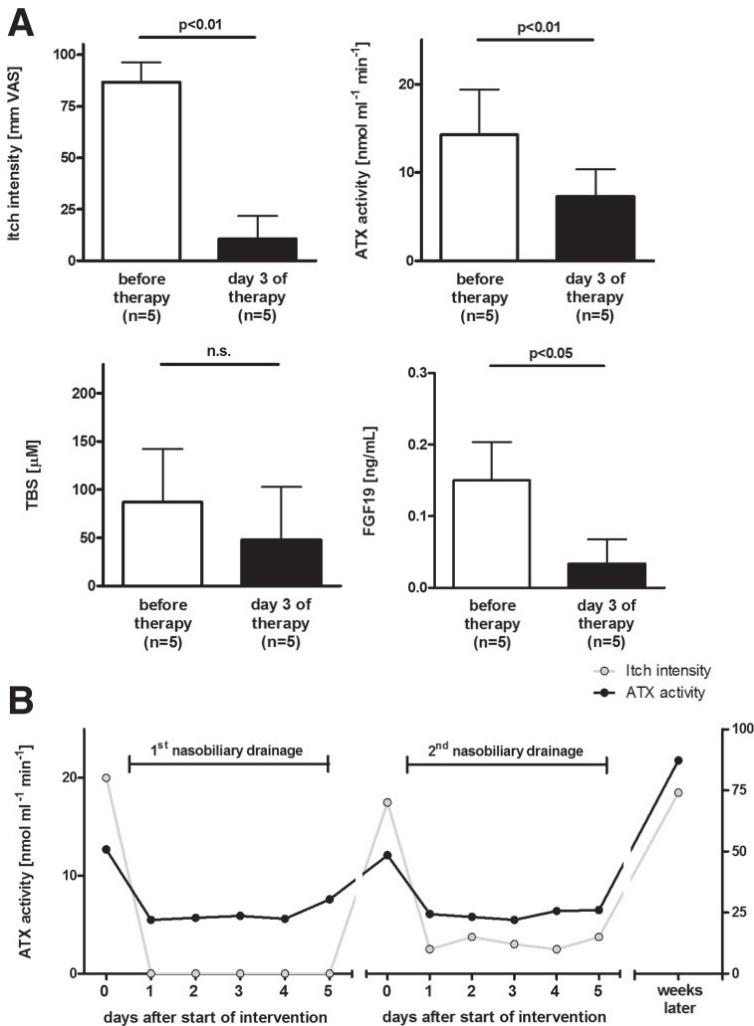 A
p<0.01
Itch intensity [mm VAS]
100
75
50
25
0
before
therapy
(n=5)
day 3 of
therapy
(n=5)
p<0.01
ATX activity [nmol ml⁻¹ min⁻¹]
20
10
0
before
therapy
(n=5)
day 3 of
therapy
(n=5)
n.s.
TBS [µM]
200
150
100
50
0
before
therapy
(n=5)
day 3 of
therapy
(n=5)
p<0.05
FGF19 [ng/mL]
0.3
0.2
0.1
0.0
before
therapy
(n=5)
day 3 of
therapy
(n=5)
Itch intensity
ATX activity
B
1st nasobiliary drainage
2nd nasobiliary drainage
ATX activity [nmol ml⁻¹ min⁻¹]
20
10
0
100
75
50
25
0
0 1 2 3 4 5
0 1 2 3 4 5
weeks
later
days after start of intervention
days after start of intervention